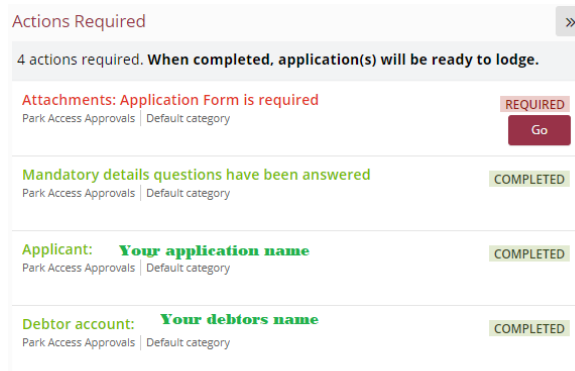 Actions Required »
4 actions required. When completed, application(s) will be ready to lodge.
Attachments: Application Form is required REQUIRED
Park Access Approvals | Default category Go
Mandatory details questions have been answered COMPLETED
Park Access Approvals | Default category
Applicant: Your application name COMPLETED
Park Access Approvals | Default category
Debtor account: Your debtors name COMPLETED
Park Access Approvals | Default category